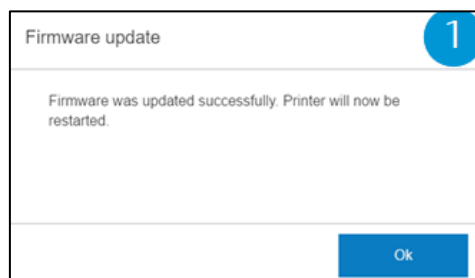 Firmware update
1
Firmware was updated successfully. Printer will now be
restarted.
Ok